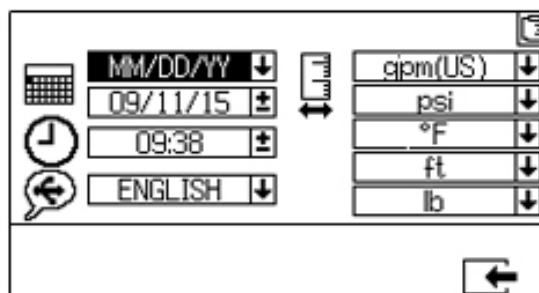 MM/DD/YY
09/11/15
09:38
ENGLISH
gpm(US)
psi
°F
ft
lb